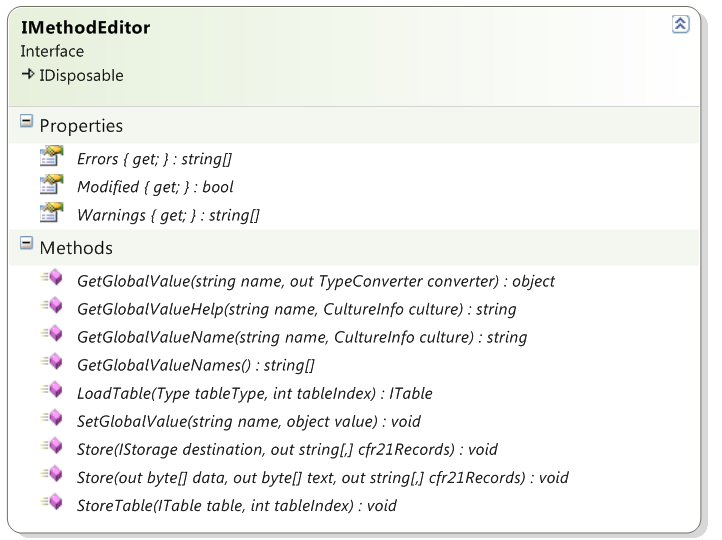 IMethodEditor
Interface
IDisposable
Properties
Errors { get; } : string[]
Modified { get; } : bool
Warnings { get; } : string[]
Methods
GetGlobalValue(string name, out TypeConverter converter) : object
GetGlobalValueHelp(string name, CultureInfo culture) : string
GetGlobalValueName(string name, CultureInfo culture) : string
GetGlobalValueNames() : string[]
LoadTable(Type tableType, int tableIndex) : ITable
SetGlobalValue(string name, object value) : void
Store(IStorage destination, out string[,] cfr21Records) : void
Store(out byte[] data, out byte[] text, out string[,] cfr21Records) : void
StoreTable(ITable table, int tableIndex) : void